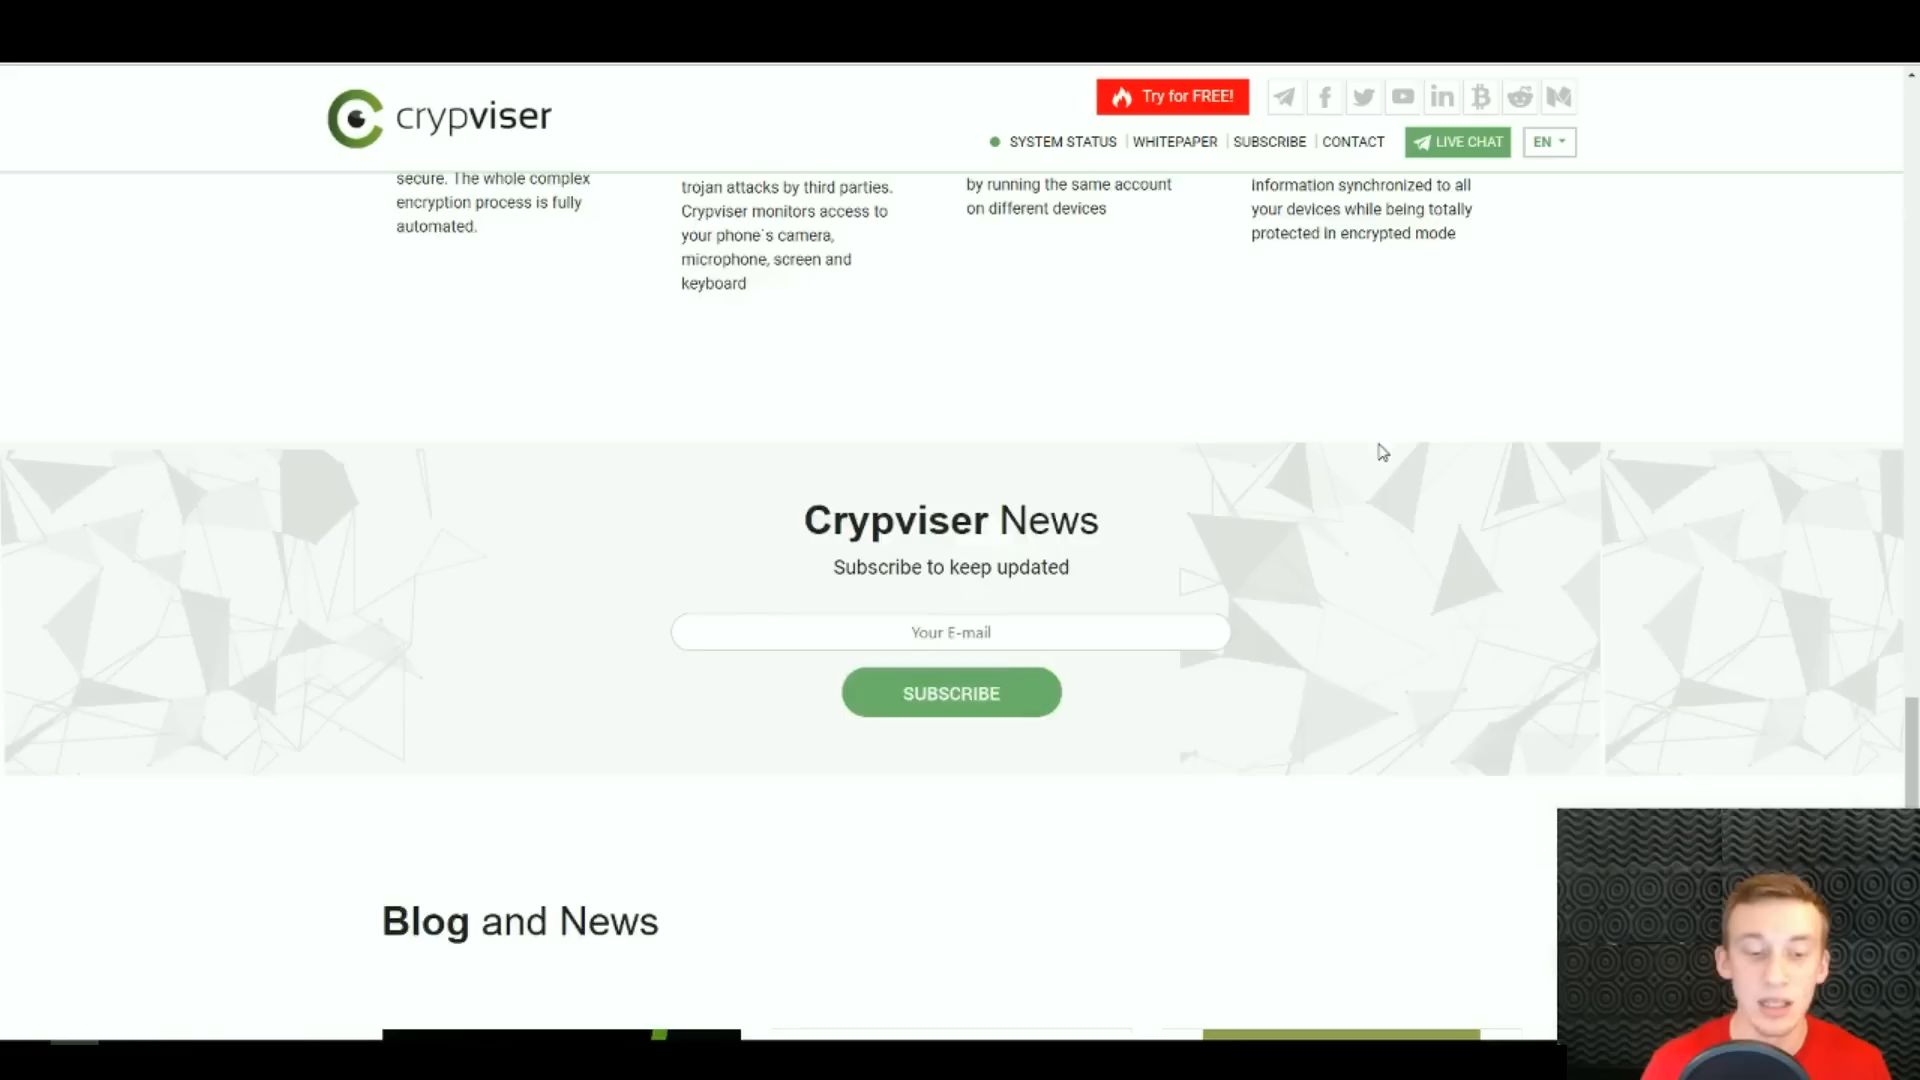 crypviser
Try for FREE!
SYSTEM STATUS
WHITEPAPER
SUBSCRIBE
CONTACT
LIVE CHAT
EN
secure. The whole complex
encryption process is fully
automated.
trojan attacks by third parties.
Crypviser monitors access to
your phone`s camera,
microphone, screen and
keyboard
by running the same account
on different devices
Information synchronized to all
your devices while being totally
protected in encrypted mode
Crypviser News
Subscribe to keep updated
Your E-mail
SUBSCRIBE
Blog and News